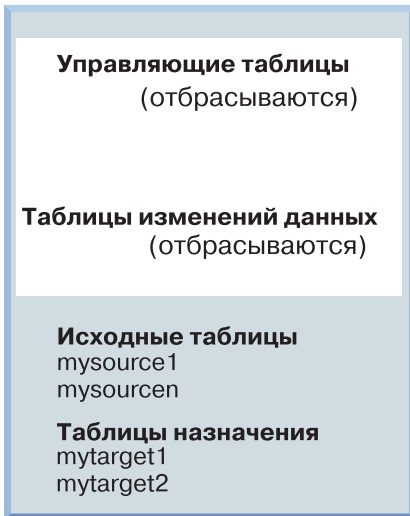 Управляющие таблицы
(отбрасываются)
Таблицы изменений данных
(отбрасываются)
Исходные таблицы
mysource1
mysourcen
Таблицы назначения
mytarget1
mytarget2